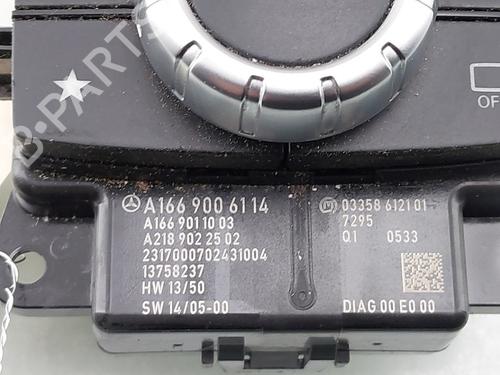 B-PARTS
OF
A166 900 6114
A166 901 10 03
A218 902 25 02
2317000702431004
13758237
HW 13/50
SW 14/05-00
03358 6121 01
7295
Q1 0533
DIAG 00 E0 00